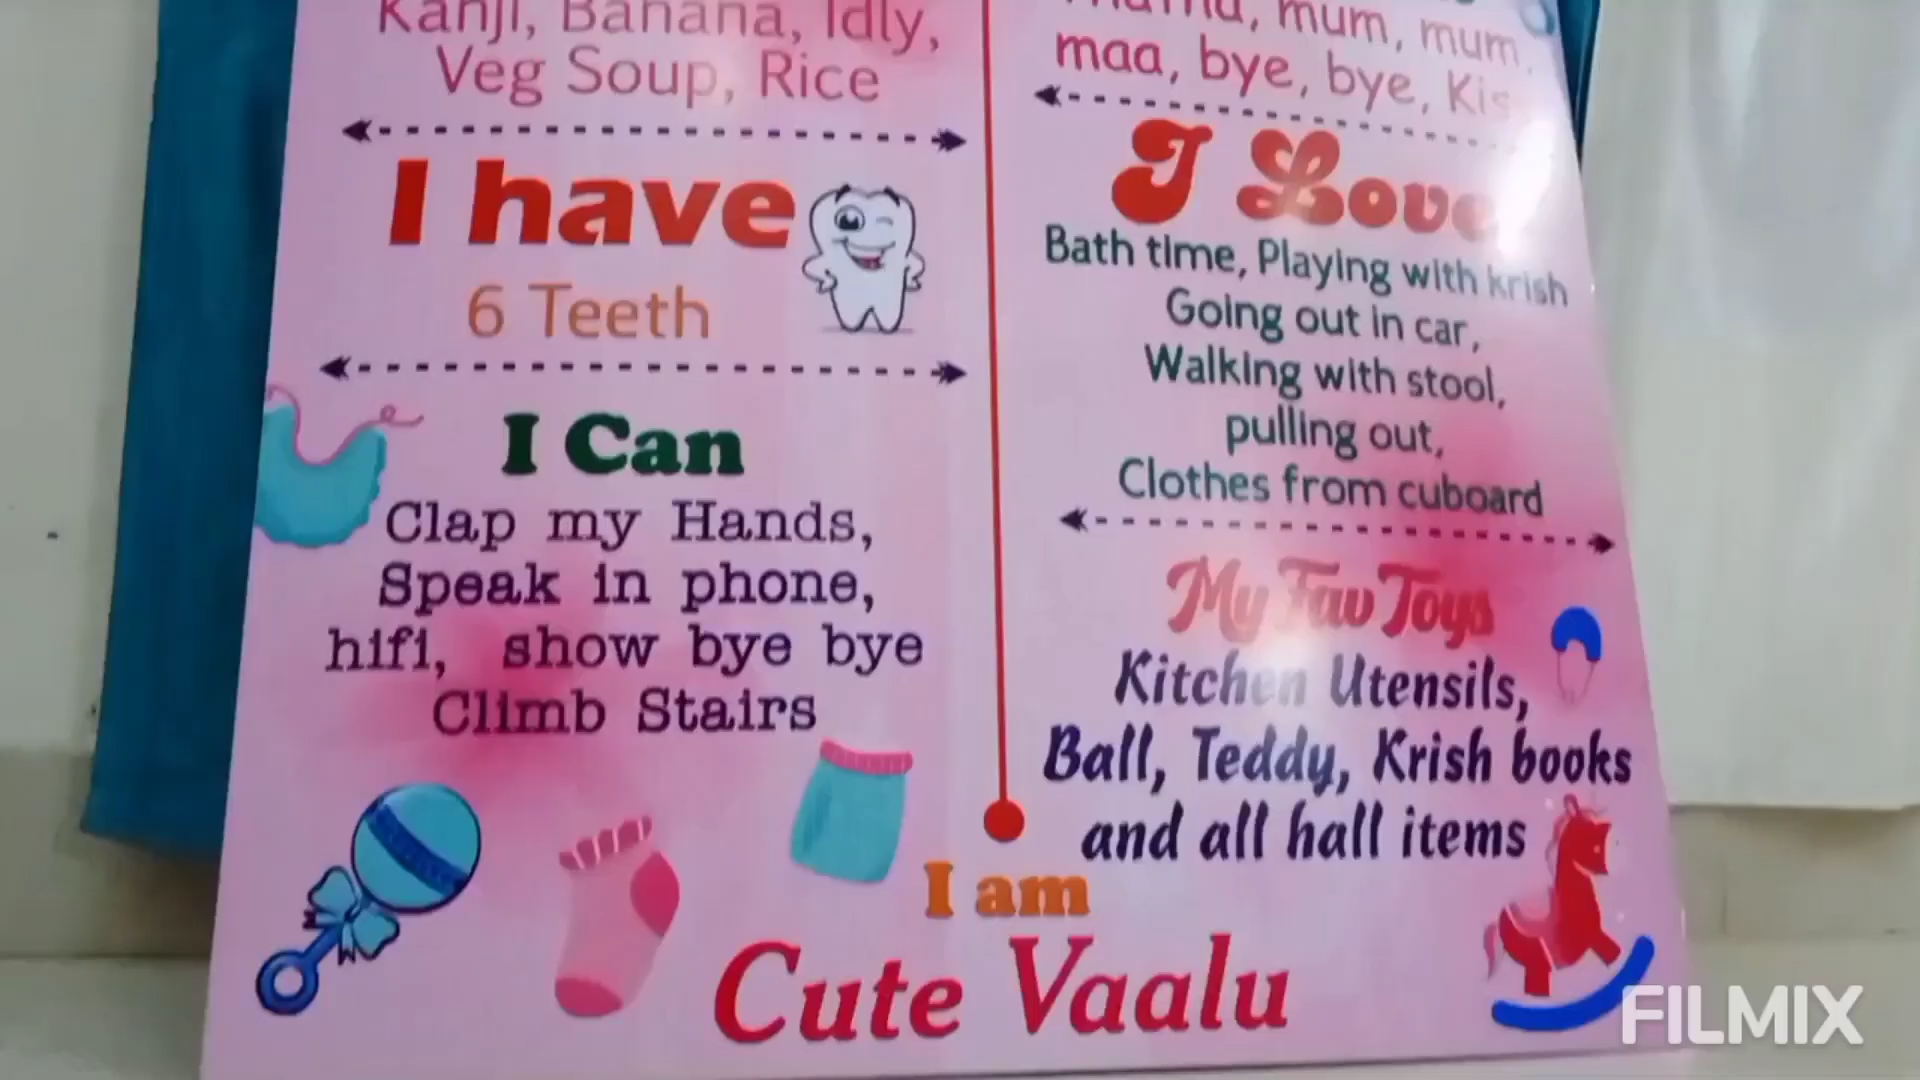 Kanji, Banana, Idly,
Veg Soup, Rice
I have
6 Teeth
I Can
Clap my Hands,
Speak in phone,
hifi, show bye bye
Climb Stairs
mum, mum,
maa, bye, bye,
I Love
Bath time, Playing with krish
Going out in car,
Walking with stool,
pulling out,
Clothes from cuboard
My Fav Toys
Kitchen Utensils,
Ball, Teddy, Krish books
and all hall items
I am
Cute Vaalu
FILMIX